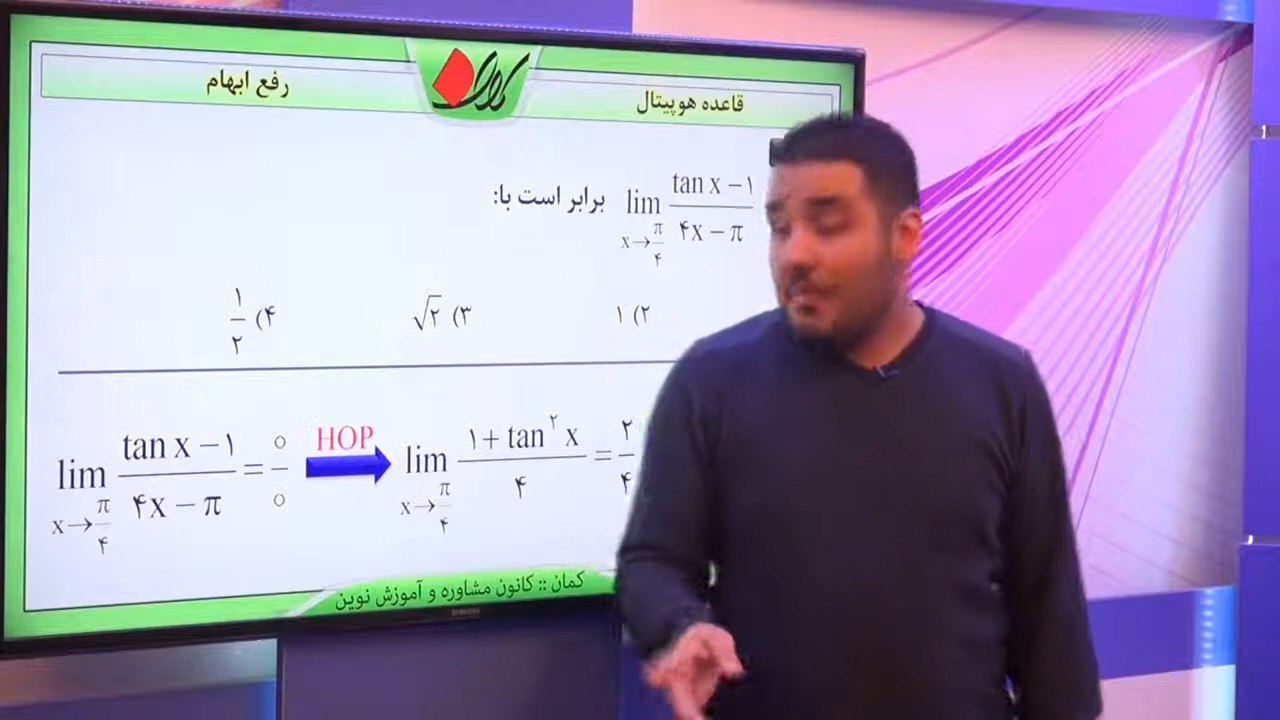 قاعده هوپیتال
رفع ابهام
کمان
lim x→π/۴ (tan x − ۱)/(۴x − π) برابر است با:
۲) ۱
۳) √۲
۴) ۱/۲
lim x→π/۴ (tan x − ۱)/(۴x − π) = ۰/۰ HOP lim x→π/۴ (۱ + tan² x)/۴ = ۲/۴
کمان :: کانون مشاوره و آموزش نوین